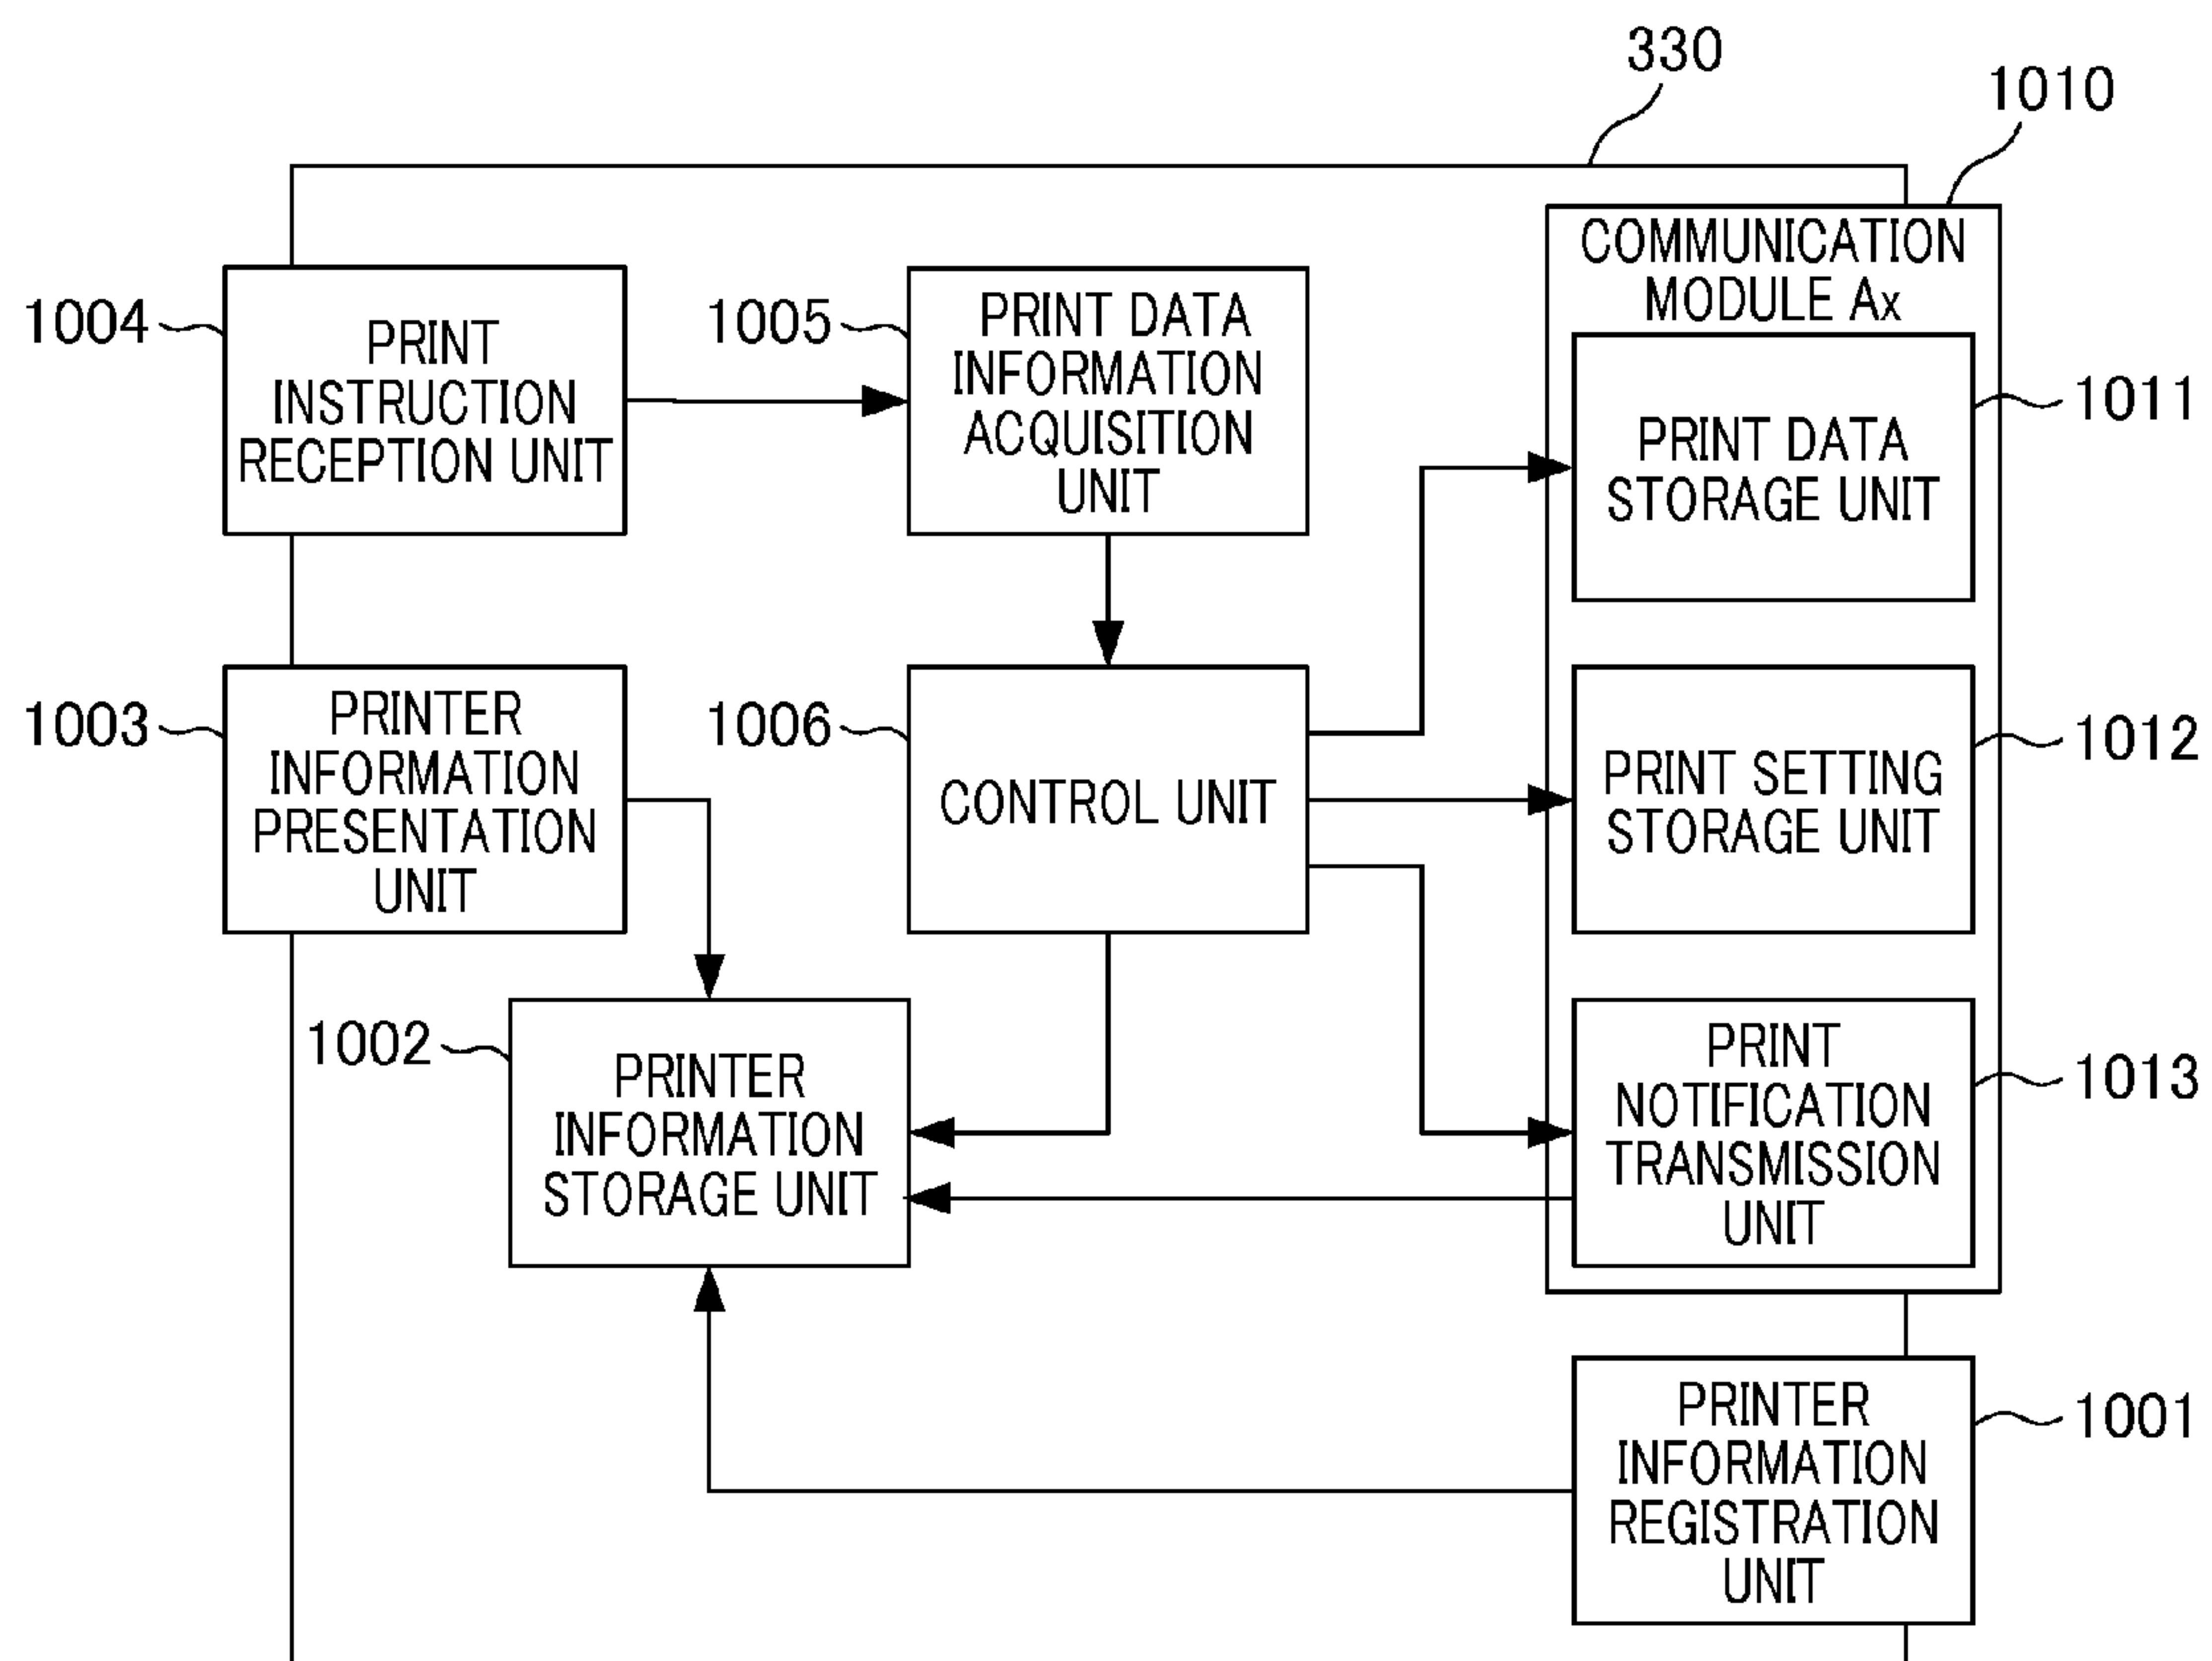 330
1010
COMMUNICATION
MODULE Ax
1004
PRINT
INSTRUCTION
RECEPTION UNIT
1005
PRINT DATA
INFORMATION
ACQUISITION
UNIT
1011
PRINT DATA
STORAGE UNIT
1003
PRINTER
INFORMATION
PRESENTATION
UNIT
1006
CONTROL UNIT
1012
PRINT SETTING
STORAGE UNIT
1002
PRINTER
INFORMATION
STORAGE UNIT
PRINT
NOTIFICATION
TRANSMISSION
UNIT
1013
PRINTER
INFORMATION
REGISTRATION
UNIT
1001